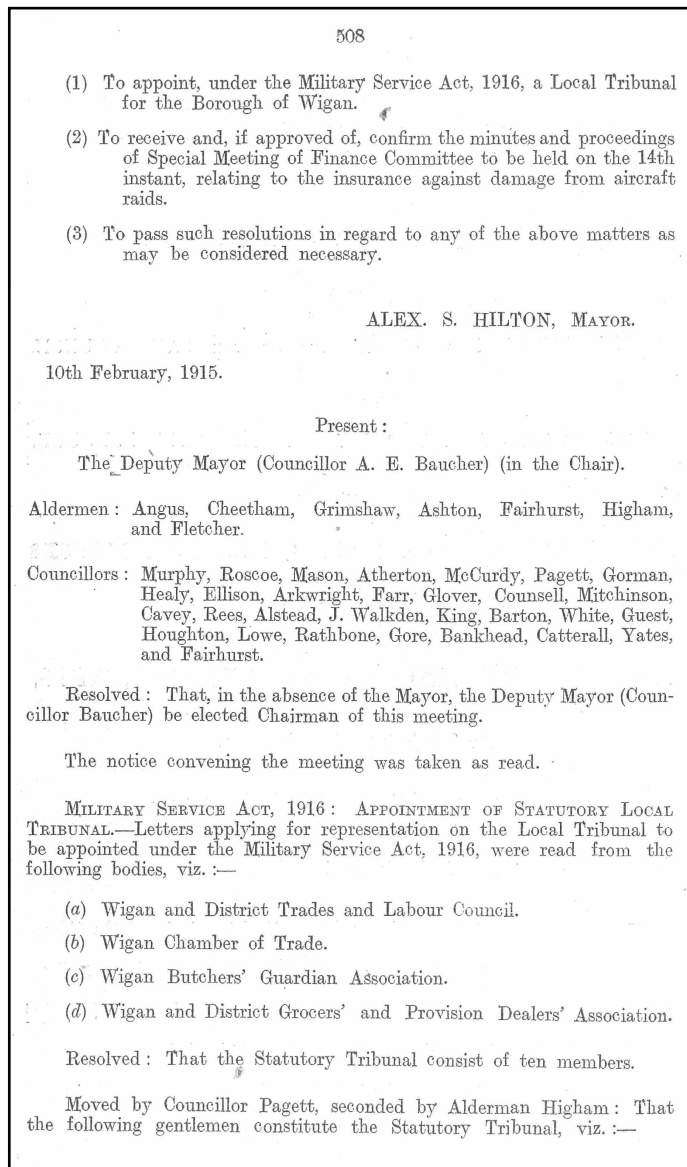 508
(1) To appoint, under the Military Service Act, 1916, a Local Tribunal
for the Borough of Wigan.
(2) To receive and, if approved of, confirm the minutes and proceedings
of Special Meeting of Finance Committee to be held on the 14th
instant, relating to the insurance against damage from aircraft
raids.
(3) To pass such resolutions in regard to any of the above matters as
may be considered necessary.
ALEX. S. HILTON, MAYOR.
10th February, 1915.
Present :
The Deputy Mayor (Councillor A. E. Baucher) (in the Chair).
Aldermen : Angus, Cheetham, Grimshaw, Ashton, Fairhurst, Higham,
and Fletcher.
Councillors : Murphy, Roscoe, Mason, Atherton, McCurdy, Pagett, Gorman,
Healy, Ellison, Arkwright, Farr, Glover, Counsell, Mitchinson,
Cavey, Rees, Alstead, J. Walkden, King, Barton, White, Guest,
Houghton, Lowe, Rathbone, Gore, Bankhead, Catterall, Yates,
and Fairhurst.
Resolved : That, in the absence of the Mayor, the Deputy Mayor (Coun-
cillor Baucher) be elected Chairman of this meeting.
The notice convening the meeting was taken as read.
MILITARY SERVICE ACT, 1916 : APPOINTMENT OF STATUTORY LOCAL
TRIBUNAL.—Letters applying for representation on the Local Tribunal to
be appointed under the Military Service Act, 1916, were read from the
following bodies, viz. :—
(a) Wigan and District Trades and Labour Council.
(b) Wigan Chamber of Trade.
(c) Wigan Butchers' Guardian Association.
(d) Wigan and District Grocers' and Provision Dealers' Association.
Resolved : That the Statutory Tribunal consist of ten members.
Moved by Councillor Pagett, seconded by Alderman Higham : That
the following gentlemen constitute the Statutory Tribunal, viz. :—